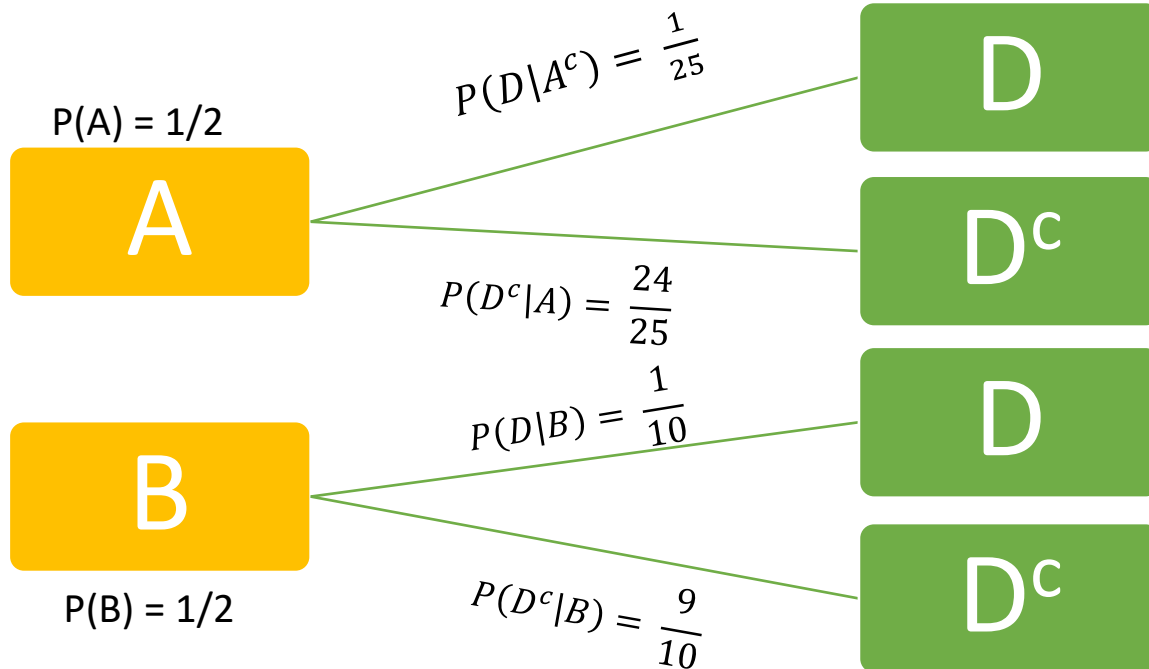 P(D|A^c) = 1/25
D
P(A) = 1/2
A
D^c
P(D^c|A) = 24/25
P(D|B) = 1/10
D
B
D^c
P(B) = 1/2
P(D^c|B) = 9/10